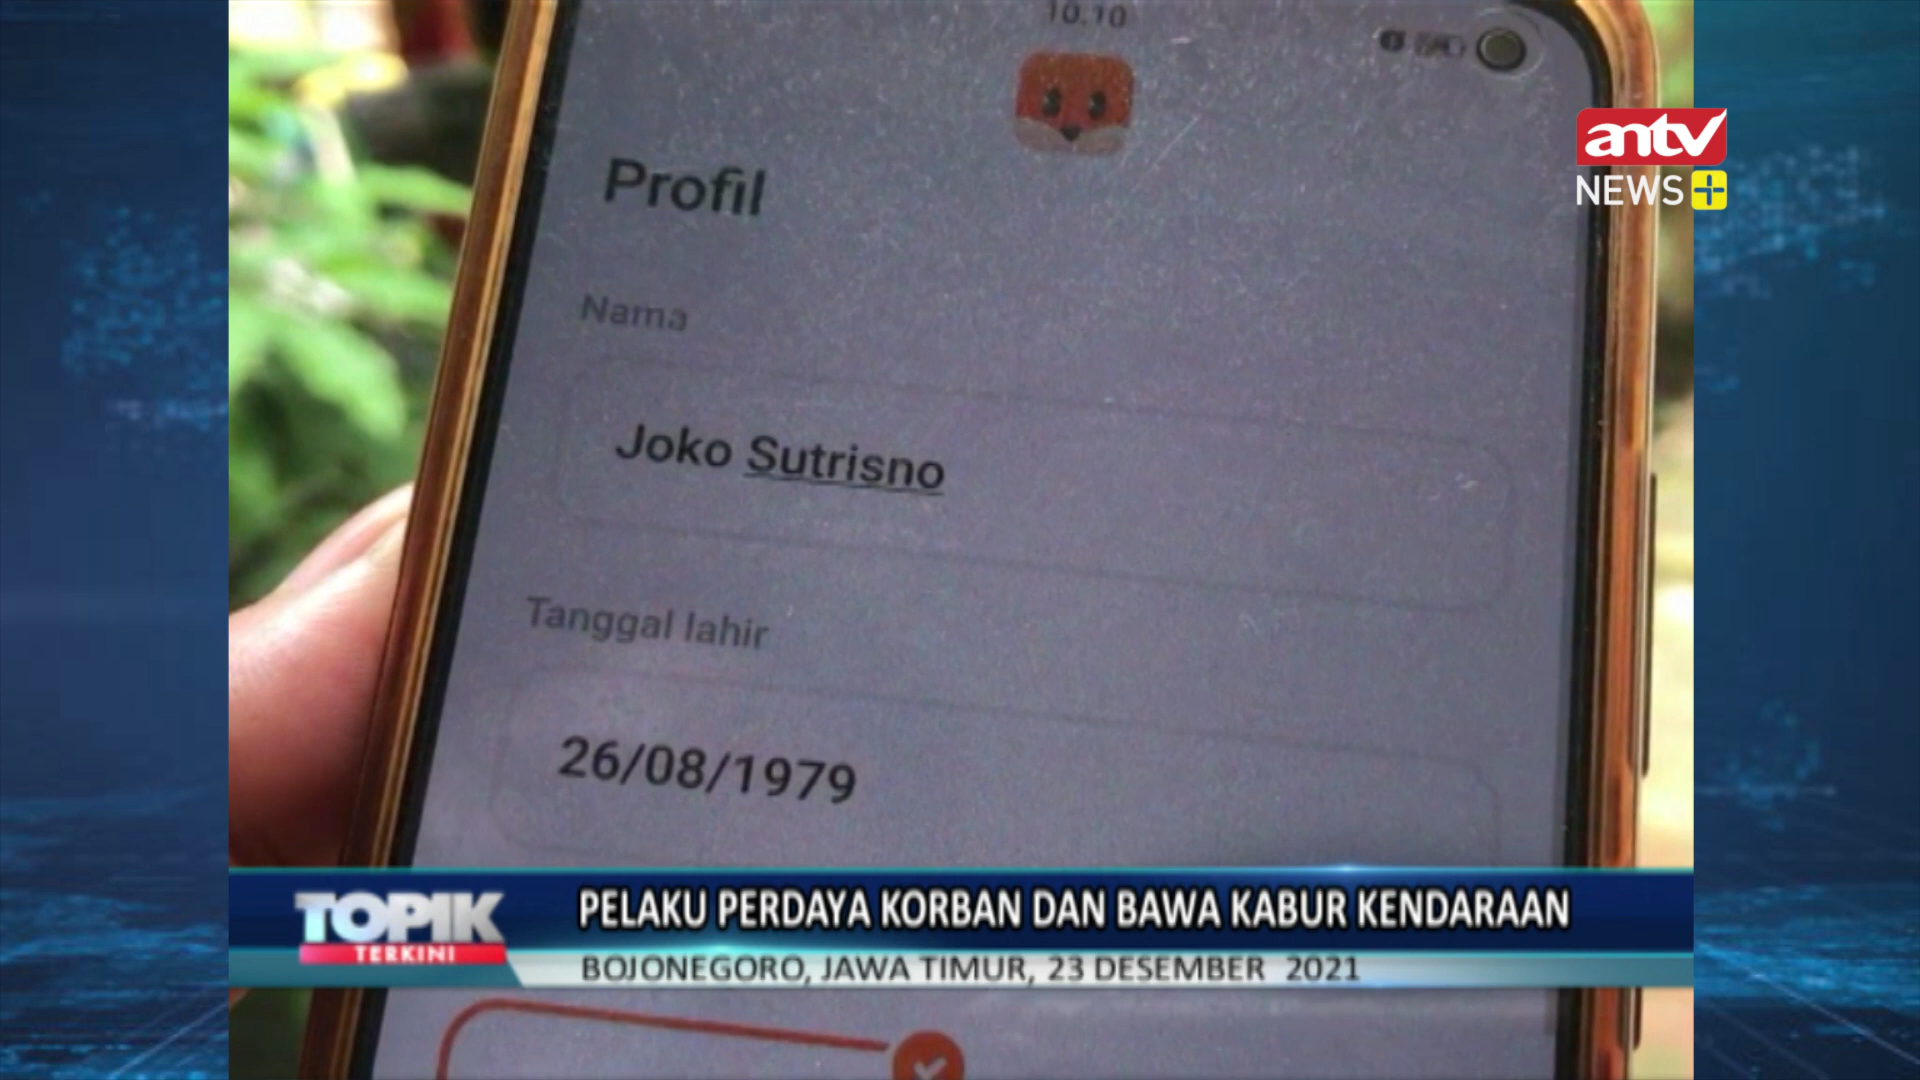 10.10
antv
NEWS+
Profil
Nama
Joko Sutrisno
Tanggal lahir
26/08/1979
TOPIK
TERKINI
PELAKU PERDAYA KORBAN DAN BAWA KABUR KENDARAAN
BOJONEGORO, JAWA TIMUR, 23 DESEMBER 2021